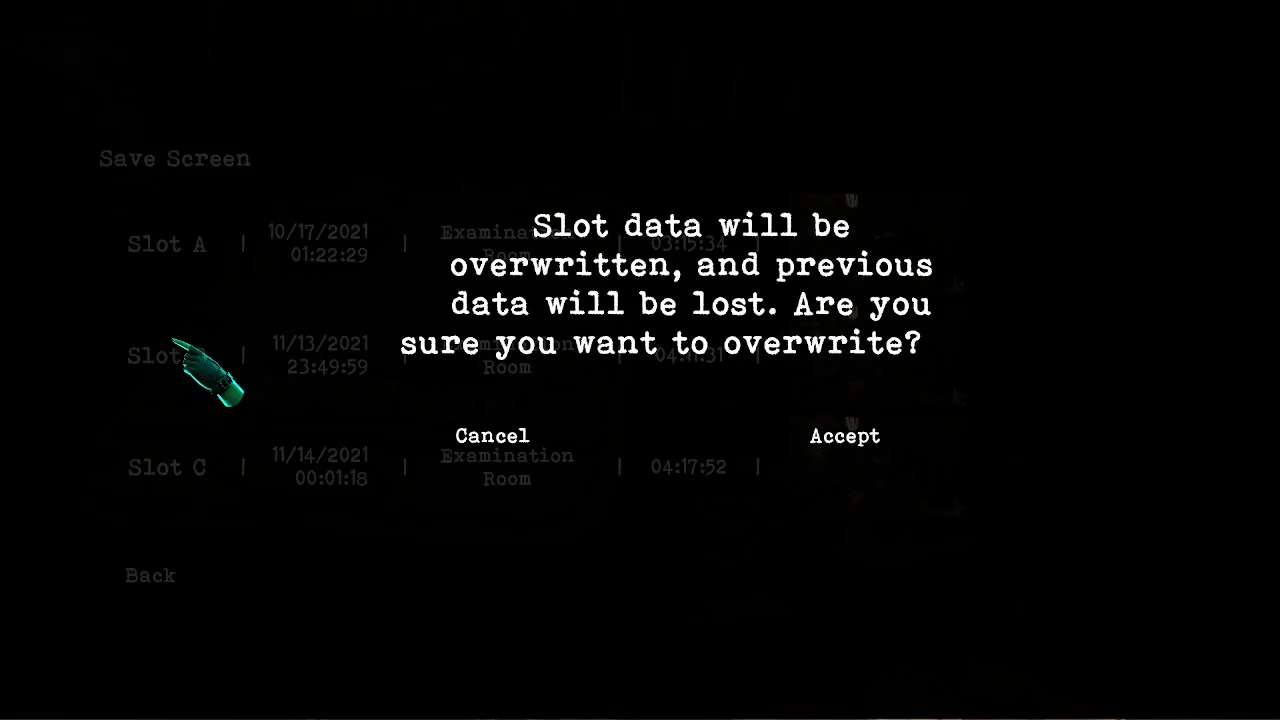 Save Screen
Slot data will be
overwritten, and previous
data will be lost. Are you
sure you want to overwrite?
Slot A | 10/17/2021 01:22:29 | Examination Room | 03:15:34 |
Slot | 11/13/2021 23:49:59 | Room |
Cancel
Accept
Slot C | 11/14/2021 00:01:18 | Examination Room | 04:17:52 |
Back